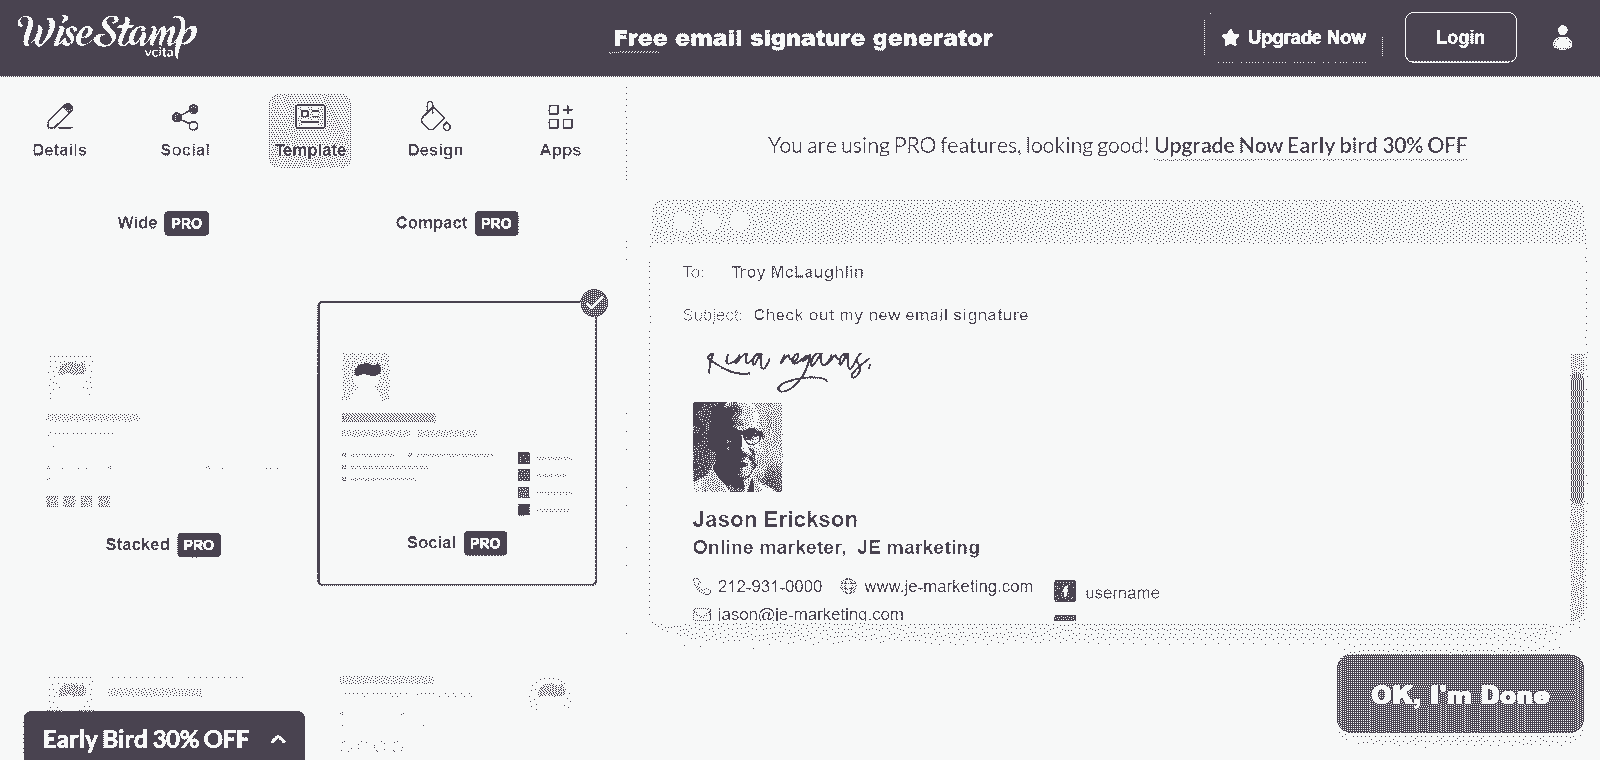 WiseStamp
vcita
Free email signature generator
Upgrade Now
Login
Details
Social
Template
Design
Apps
You are using PRO features, looking good! Upgrade Now Early bird 30% OFF
Wide PRO
Compact PRO
To: Troy McLaughlin
Subject: Check out my new email signature
Kind regards,
Jason Erickson
Online marketer, JE marketing
212-931-0000 www.je-marketing.com
username
jason@je-marketing.com
Stacked PRO
Social PRO
OK, I'm Done
Early Bird 30% OFF